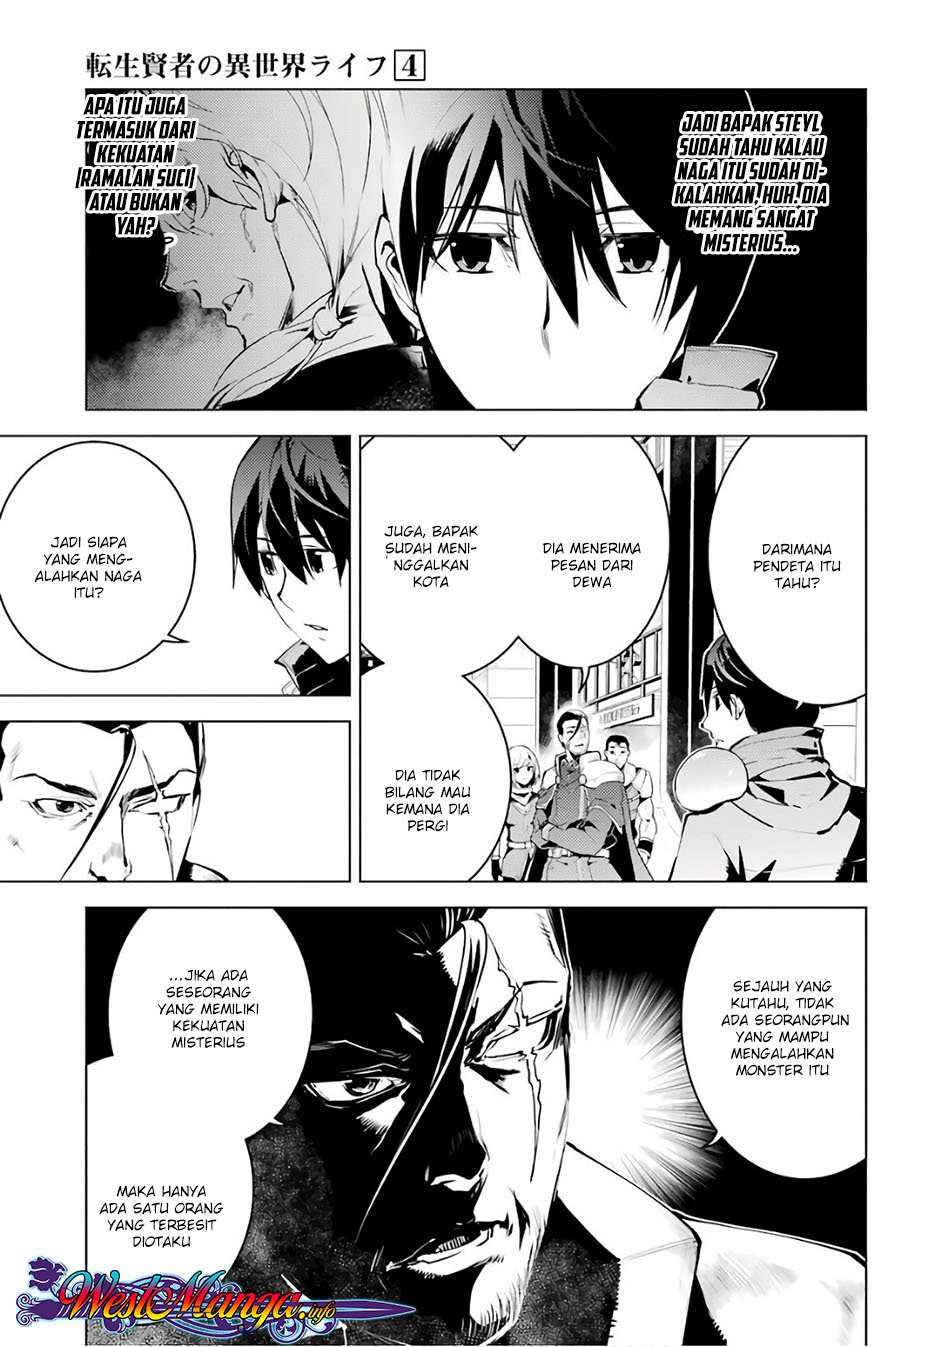 転生賢者の異世界ライフ 4
JADI BAPAK STEYL
SUDAH TAHU KALAU
NAGA ITU SUDAH DI-
KALAHKAN, HUH. DIA
MEMANG SANGAT
MISTERIUS...
APA ITU JUGA
TERMASUK DARI
KEKUATAN
[RAMALAN SUCI]
ATAU BUKAN
YAH?
DARIMANA
PENDETA ITU
TAHU?
DIA MENERIMA
PESAN DARI
DEWA
JUGA, BAPAK
SUDAH MENI-
NGGALKAN
KOTA
DIA TIDAK
BILANG MAU
KEMANA DIA
PERGI
JADI SIAPA
YANG MENG-
ALAHKAN NAGA
ITU?
SEJAUH YANG
KUTAHU, TIDAK
ADA SEORANGPUN
YANG MAMPU
MENGALAHKAN
MONSTER ITU
...JIKA ADA
SESEORANG
YANG MEMILIKI
KEKUATAN
MISTERIUS
MAKA HANYA
ADA SATU ORANG
YANG TERBESIT
DIOTAKU
WestManga.info